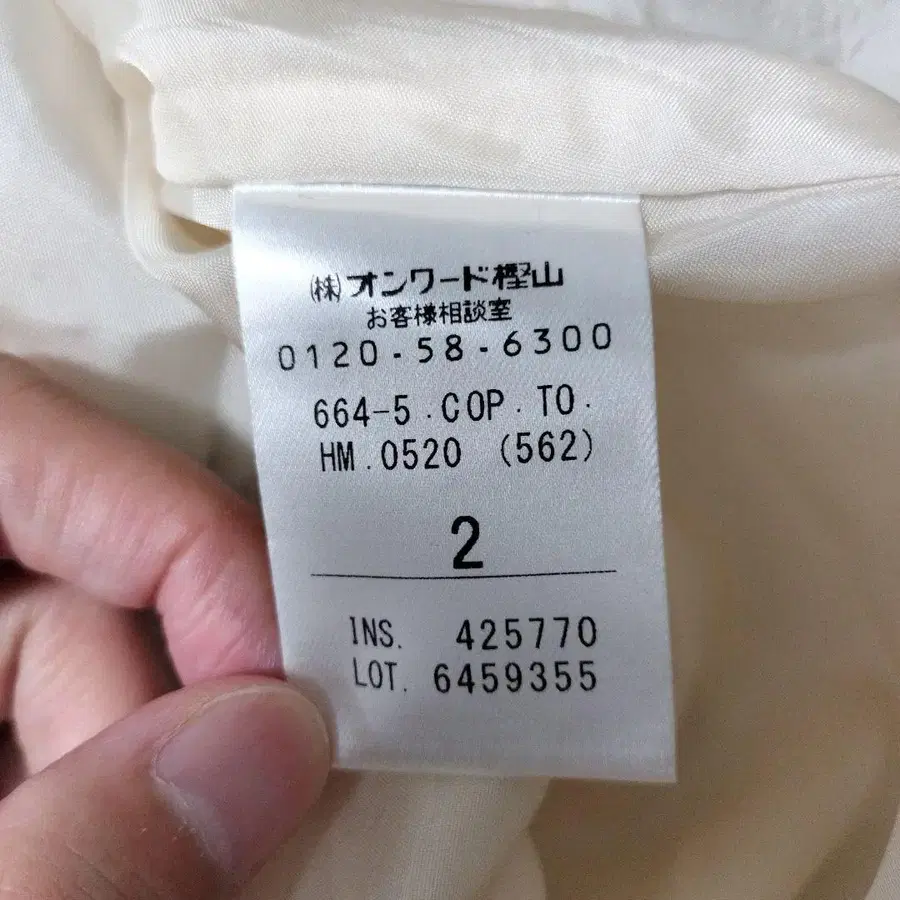 (株)オンワード樫山
お客様相談室
0120-58-6300
664-5.COP.TO.
HM.0520 (562)
2
INS. 425770
LOT. 6459355